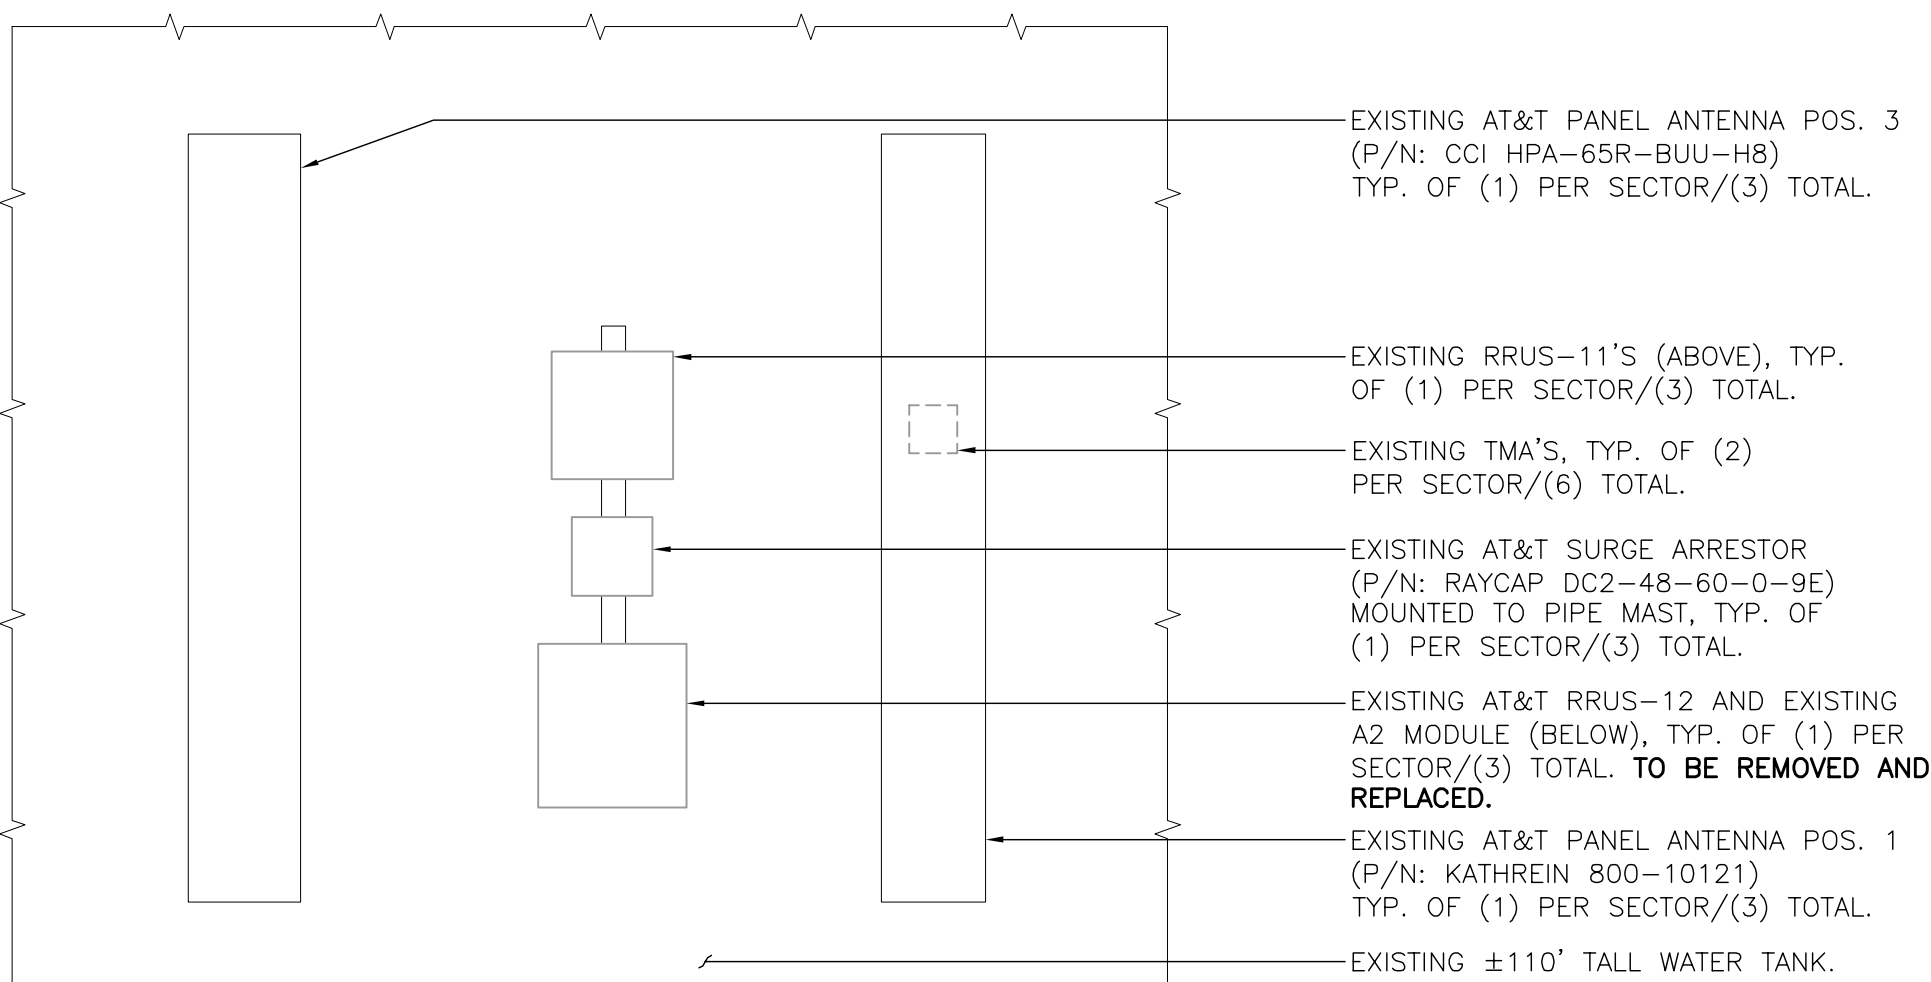 EXISTING AT&T PANEL ANTENNA POS. 3
(P/N: CCI HPA-65R-BUU-H8)
TYP. OF (1) PER SECTOR/(3) TOTAL.
EXISTING RRUS-11'S (ABOVE), TYP.
OF (1) PER SECTOR/(3) TOTAL.
EXISTING TMA'S, TYP. OF (2)
PER SECTOR/(6) TOTAL.
EXISTING AT&T SURGE ARRESTOR
(P/N: RAYCAP DC2-48-60-0-9E)
MOUNTED TO PIPE MAST, TYP. OF
(1) PER SECTOR/(3) TOTAL.
EXISTING AT&T RRUS-12 AND EXISTING
A2 MODULE (BELOW), TYP. OF (1) PER
SECTOR/(3) TOTAL. TO BE REMOVED AND
REPLACED.
EXISTING AT&T PANEL ANTENNA POS. 1
(P/N: KATHREIN 800-10121)
TYP. OF (1) PER SECTOR/(3) TOTAL.
EXISTING ±110' TALL WATER TANK.